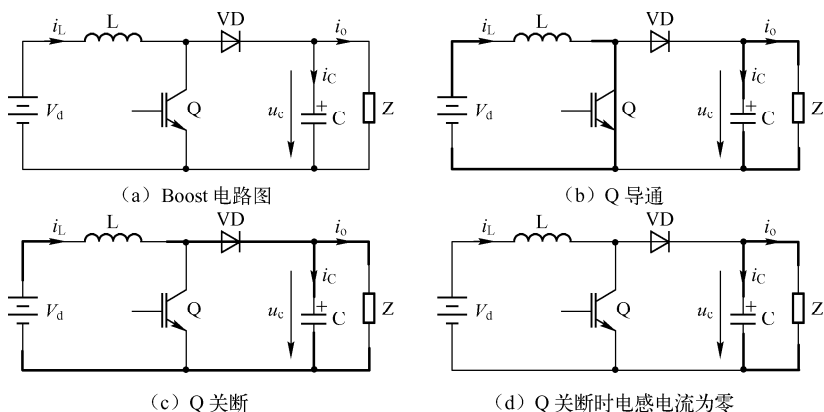 i_L L VD i_o
V_d Q u_c i_C + C Z
（a）Boost 电路图
i_L L VD i_o
V_d Q u_c i_C + C Z
（b）Q 导通
i_L L VD i_o
V_d Q u_c i_C + C Z
（c）Q 关断
i_L L VD i_o
V_d Q u_c i_C + C Z
（d）Q 关断时电感电流为零